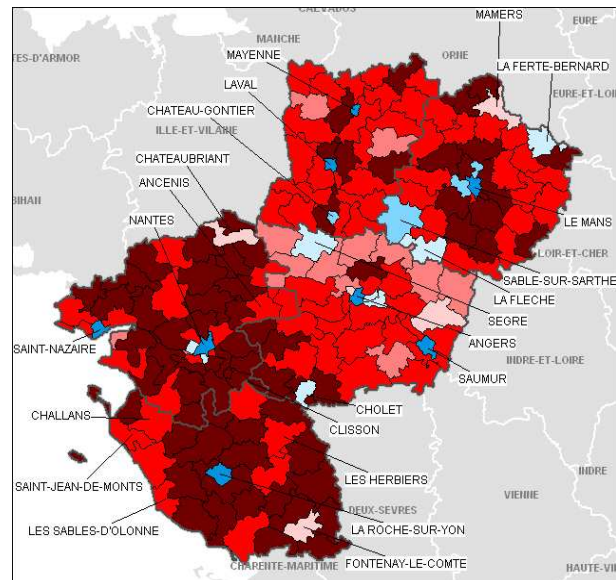 CALVADOS
MAMERS
EURE
MANCHE
ORNE
MAYENNE
LA FERTE-BERNARD
TES-D'ARMOR
LAVAL
EURE-ET-LOIR
CHATEAU-GONTIER
ILLE-ET-VILAINE
CHATEAUBRIANT
ANCENIS
BIHAN
NANTES
LE MANS
LOIR-ET-CHER
SABLE-SUR-SARTHE
LA FLECHE
SEGRE
ANGERS
SAINT-NAZAIRE
INDRE-ET-LOIRE
SAUMUR
CHALLANS
CHOLET
CLISSON
INDRE
SAINT-JEAN-DE-MONTS
LES HERBIERS
VIENNE
DEUX-SEVRES
LES SABLES-D'OLONNE
LA ROCHE-SUR-YON
FONTENAY-LE-COMTE
CHARENTE-MARITIME
HAUTE-VI